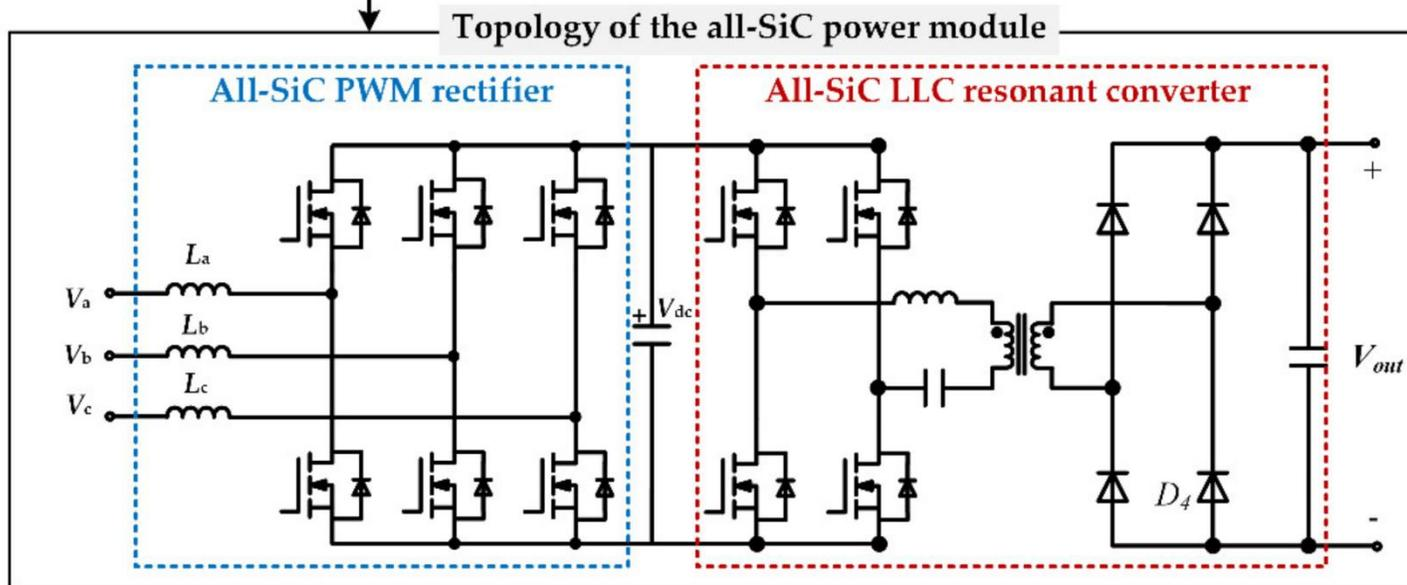 Topology of the all-SiC power module
All-SiC PWM rectifier
All-SiC LLC resonant converter
+
La
Va
+ Vdc
Lb
Vb
Vout
Lc
Vc
D4
-